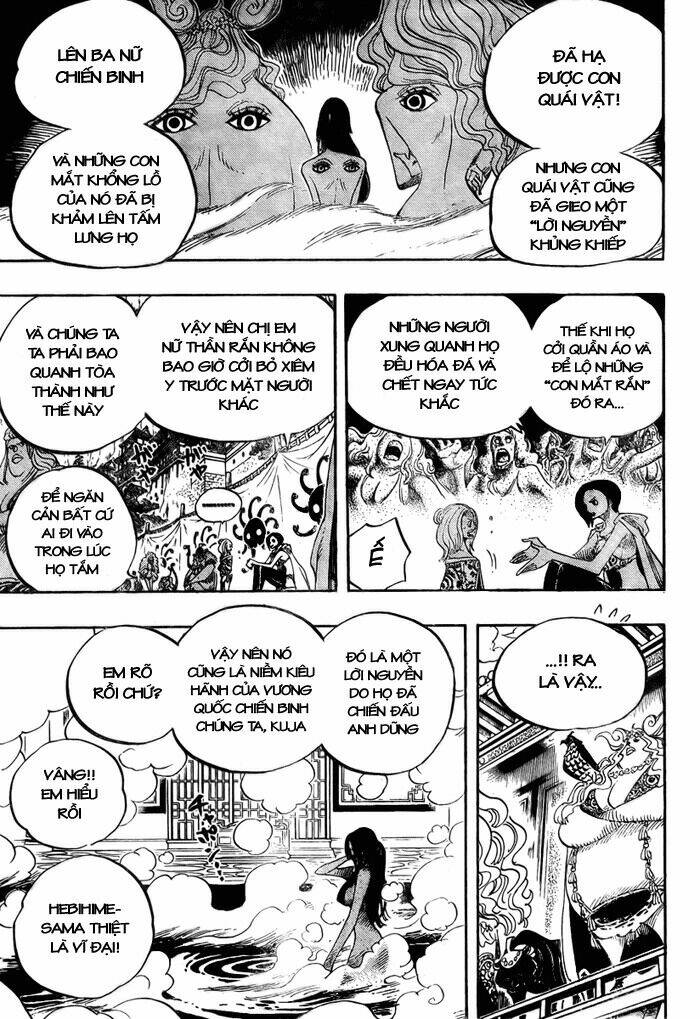 ĐÃ HẠ
ĐƯỢC CON
QUÁI VẬT!
NHƯNG CON
QUÁI VẬT CŨNG
ĐÃ GIEO MỘT
“LỜI NGUYỀN”
KHỦNG KHIẾP
LÊN BA NỮ
CHIẾN BINH
VÀ NHỮNG CON
MẮT KHỔNG LỒ
CỦA NÓ ĐÃ BỊ
KHẢM LÊN TẤM
LƯNG HỌ
THẾ KHI HỌ
CỞI QUẦN ÁO VÀ
ĐỂ LỘ NHỮNG
“CON MẮT RẮN”
ĐÓ RA...
NHỮNG NGƯỜI
XUNG QUANH HỌ
ĐỀU HÓA ĐÁ VÀ
CHẾT NGAY TỨC
KHẮC
VẬY NÊN CHỊ EM
NỮ THẦN RẮN KHÔNG
BAO GIỜ CỞI BỎ XIÊM
Y TRƯỚC MẶT NGƯỜI
KHÁC
VÀ CHÚNG TA
TA PHẢI BAO
QUANH TÒA
THÀNH NHƯ
THẾ NÀY
ĐỂ NGĂN
CẢN BẤT CỨ
AI ĐI VÀO
TRONG LÚC
HỌ TẮM
...!! RA
LÀ VẬY...
ĐÓ LÀ MỘT
LỜI NGUYỀN
DO HỌ ĐÃ
CHIẾN ĐẤU
ANH DŨNG
VẬY NÊN NÓ
CŨNG LÀ NIỀM KIÊU
HÃNH CỦA VƯƠNG
QUỐC CHIẾN BINH
CHÚNG TA, KUJA
EM RÕ
RỒI CHỨ?
VÂNG!!
EM HIỂU
RỒI
HEBIHIME-
SAMA THIỆT
LÀ VĨ ĐẠI!